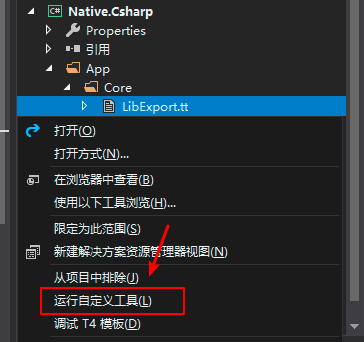 Native.Csharp
Properties
引用
App
Core
LibExport.tt
打开(O)
打开方式(N)...
在浏览器中查看(B)
使用以下工具浏览(H)...
限定为此范围(S)
新建解决方案资源管理器视图(N)
从项目中排除(J)
运行自定义工具(L)
调试 T4 模板(D)